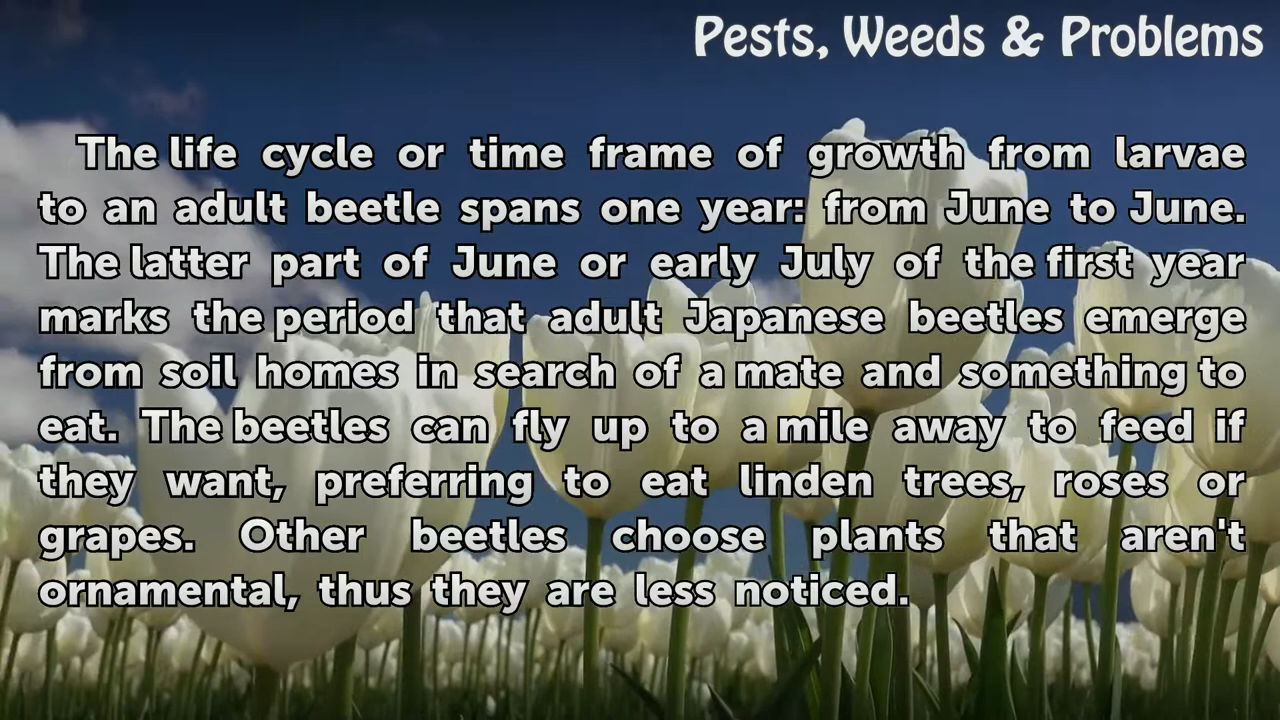 Pests, Weeds & Problems
The life cycle or time frame of growth from larvae
to an adult beetle spans one year: from June to June.
The latter part of June or early July of the first year
marks the period that adult Japanese beetles emerge
from soil homes in search of a mate and something to
eat. The beetles can fly up to a mile away to feed if
they want, preferring to eat linden trees, roses or
grapes. Other beetles choose plants that aren't
ornamental, thus they are less noticed.